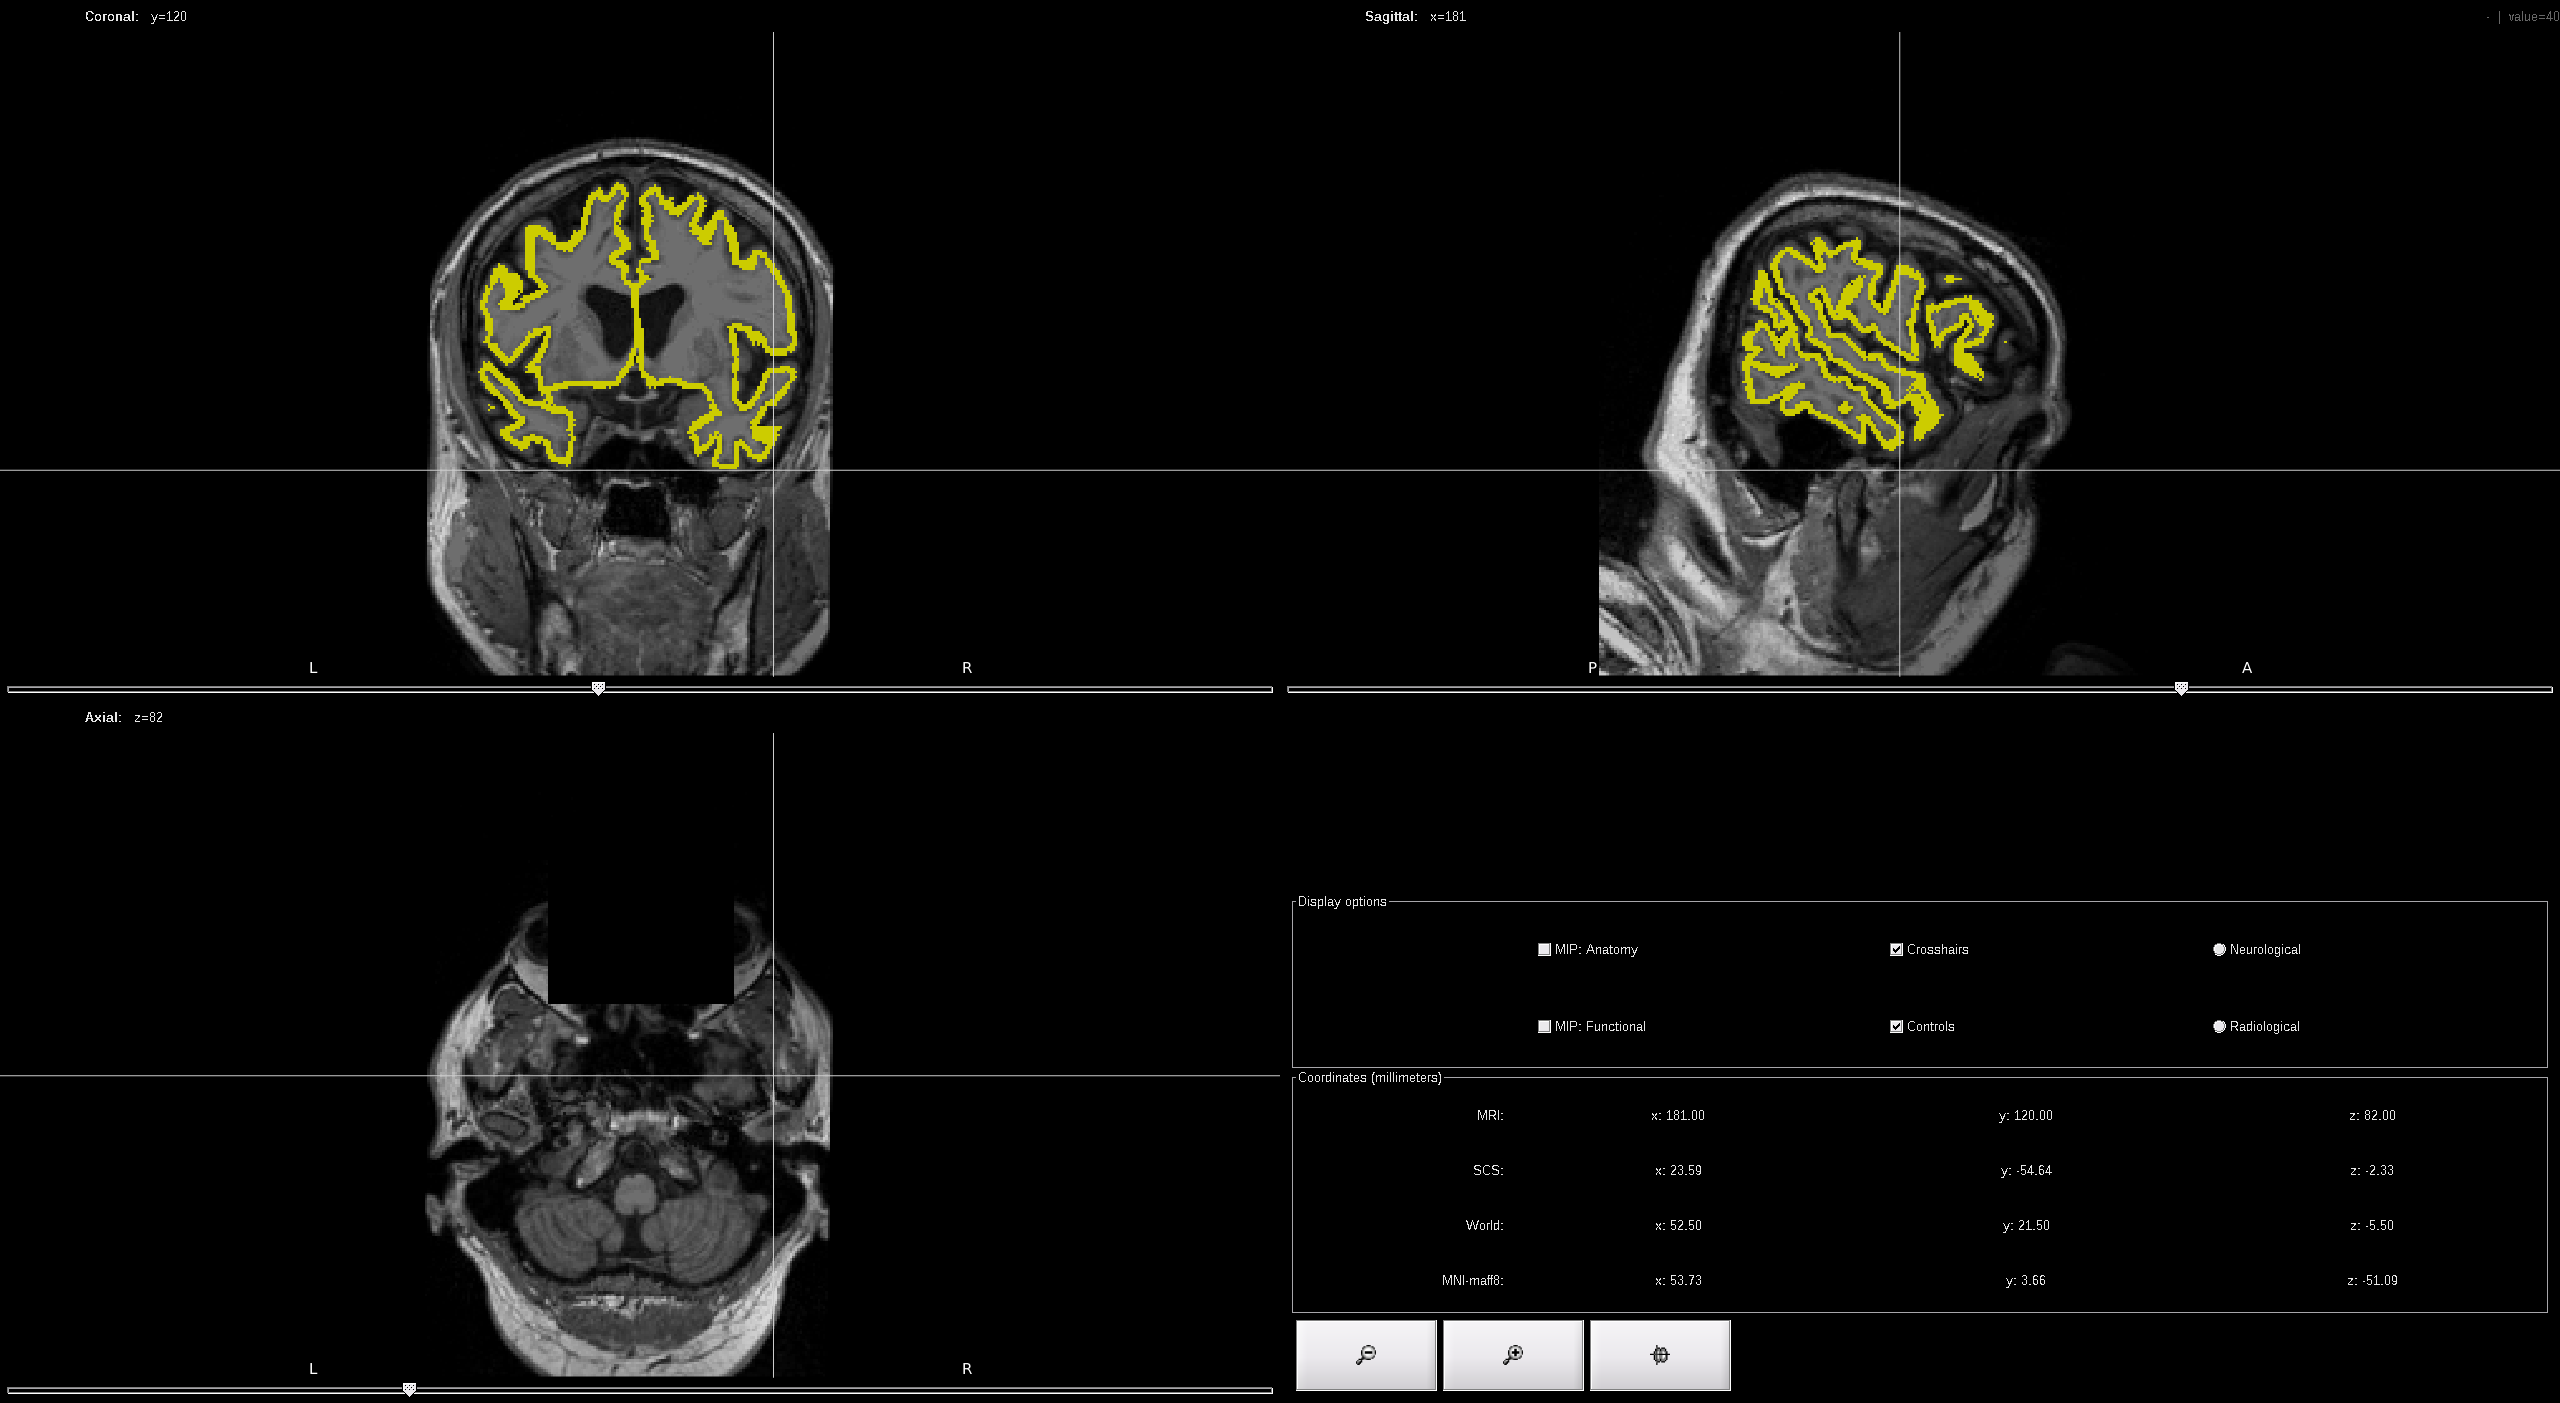 Coronal: y=120
Sagittal: x=181
- | value=40
L
R
P
A
Axial: z=82
Display options
MIP: Anatomy
Crosshairs
Neurological
MIP: Functional
Controls
Radiological
Coordinates (millimeters)
MRI: x: 181.00 y: 120.00 z: 82.00
SCS: x: 23.59 y: -54.64 z: -2.33
World: x: 52.50 y: 21.50 z: -5.50
MNI-maff8: x: 53.73 y: 3.66 z: -51.09
L
R